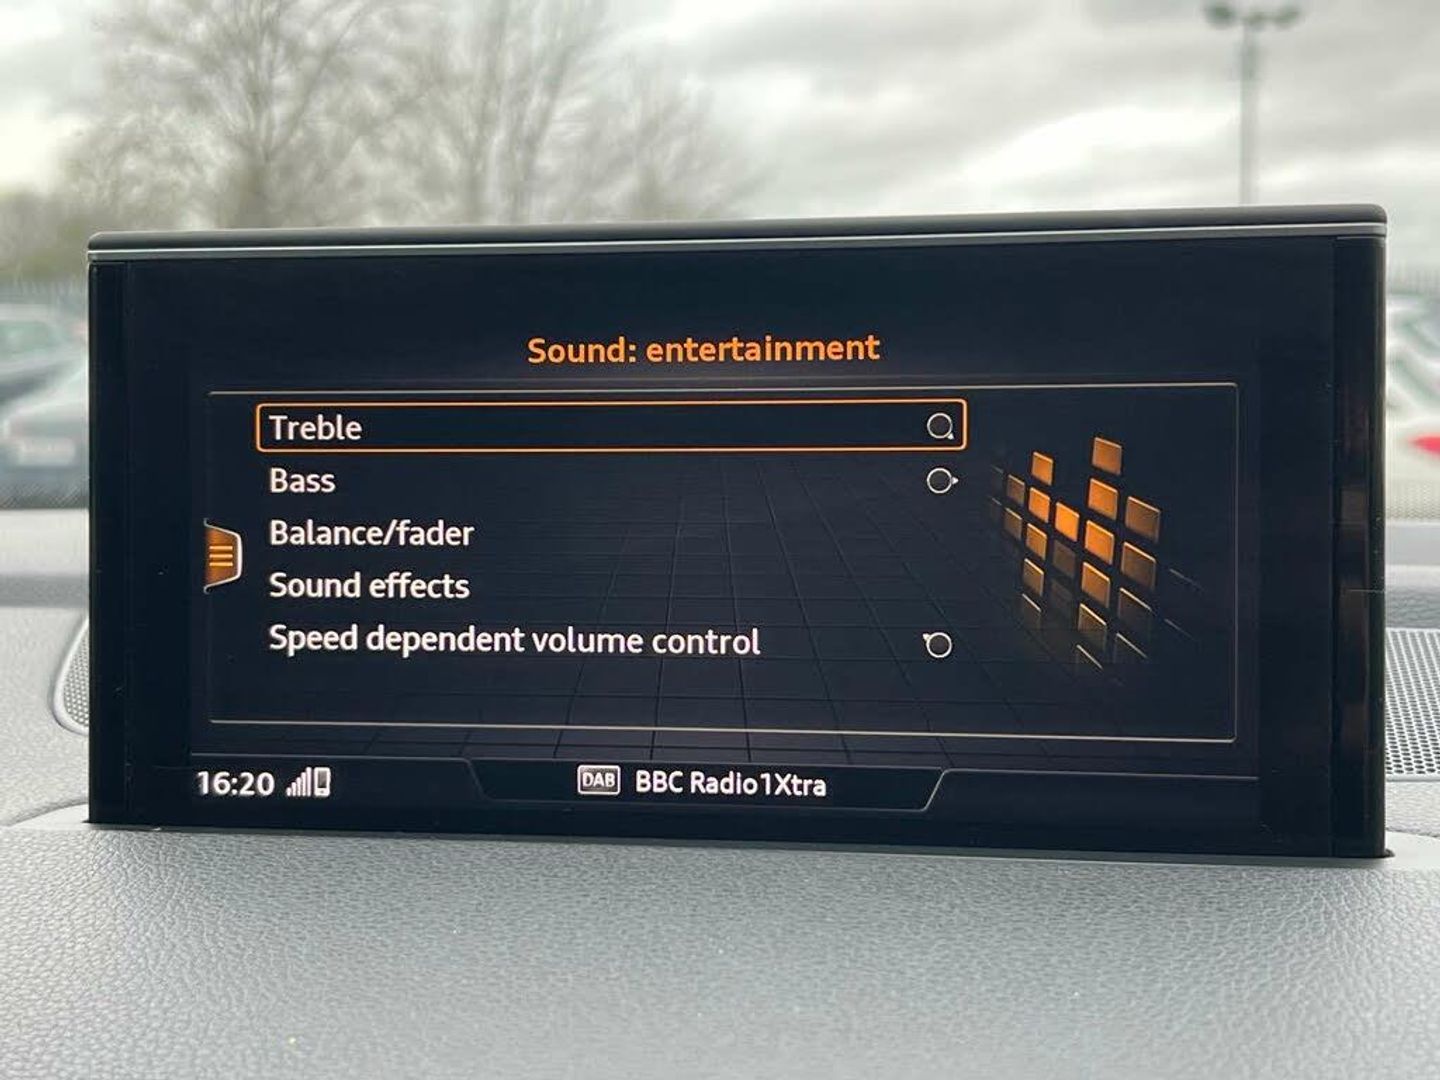 Sound: entertainment
Treble
Bass
Balance/fader
Sound effects
Speed dependent volume control
16:20 DAB BBC Radio1Xtra